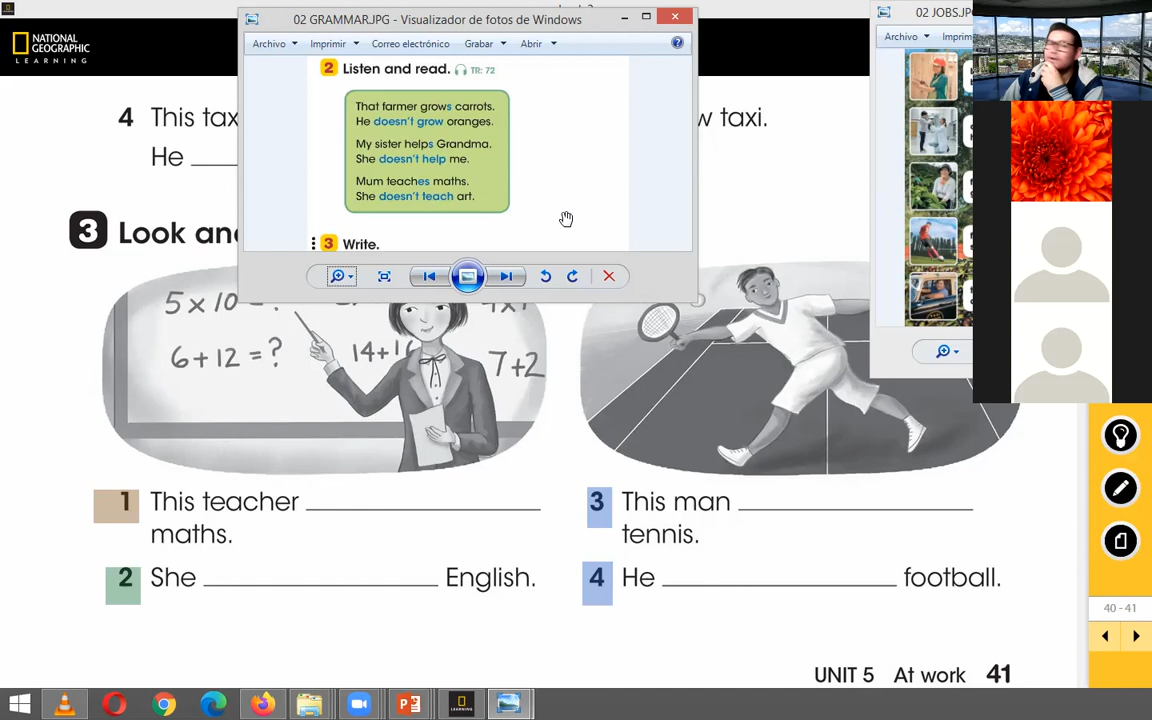 NATIONAL
GEOGRAPHIC
LEARNING
02 GRAMMAR.JPG - Visualizador de fotos de Windows
Archivo Imprimir Correo electrónico Grabar Abrir
2 Listen and read. TR: 72
That farmer grows carrots.
He doesn't grow oranges.
My sister helps Grandma.
She doesn't help me.
Mum teaches maths.
She doesn't teach art.
3 Write.
02 JOBS.JP
Archivo Imprim
4 This tax
w taxi.
He
3 Look an
5 x 10 = ?
6 + 12 = ?
14+16
7+2
1 This teacher
maths.
2 She English.
3 This man
tennis.
4 He football.
UNIT 5 At work 41
40 - 41
LEARNING